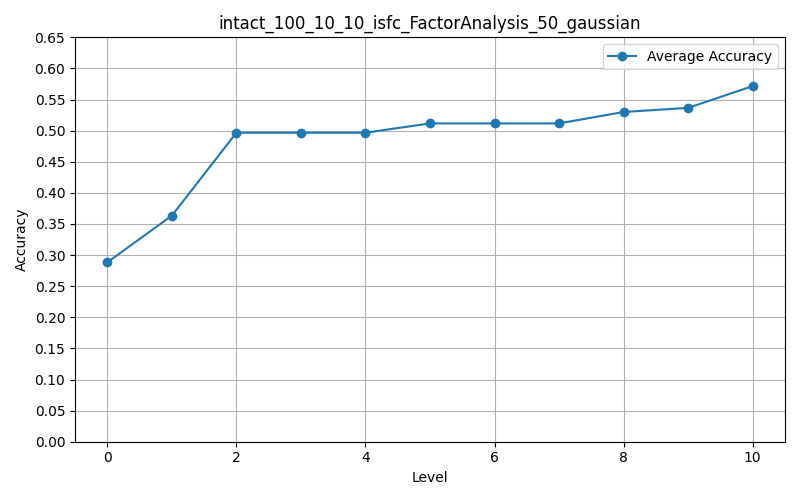 intact_100_10_10_isfc_FactorAnalysis_50_gaussian
Average Accuracy
0.65
0.60
0.55
0.50
0.45
0.40
0.35
0.30
0.25
0.20
0.15
0.10
0.05
0.00
Accuracy
0 2 4 6 8 10
Level